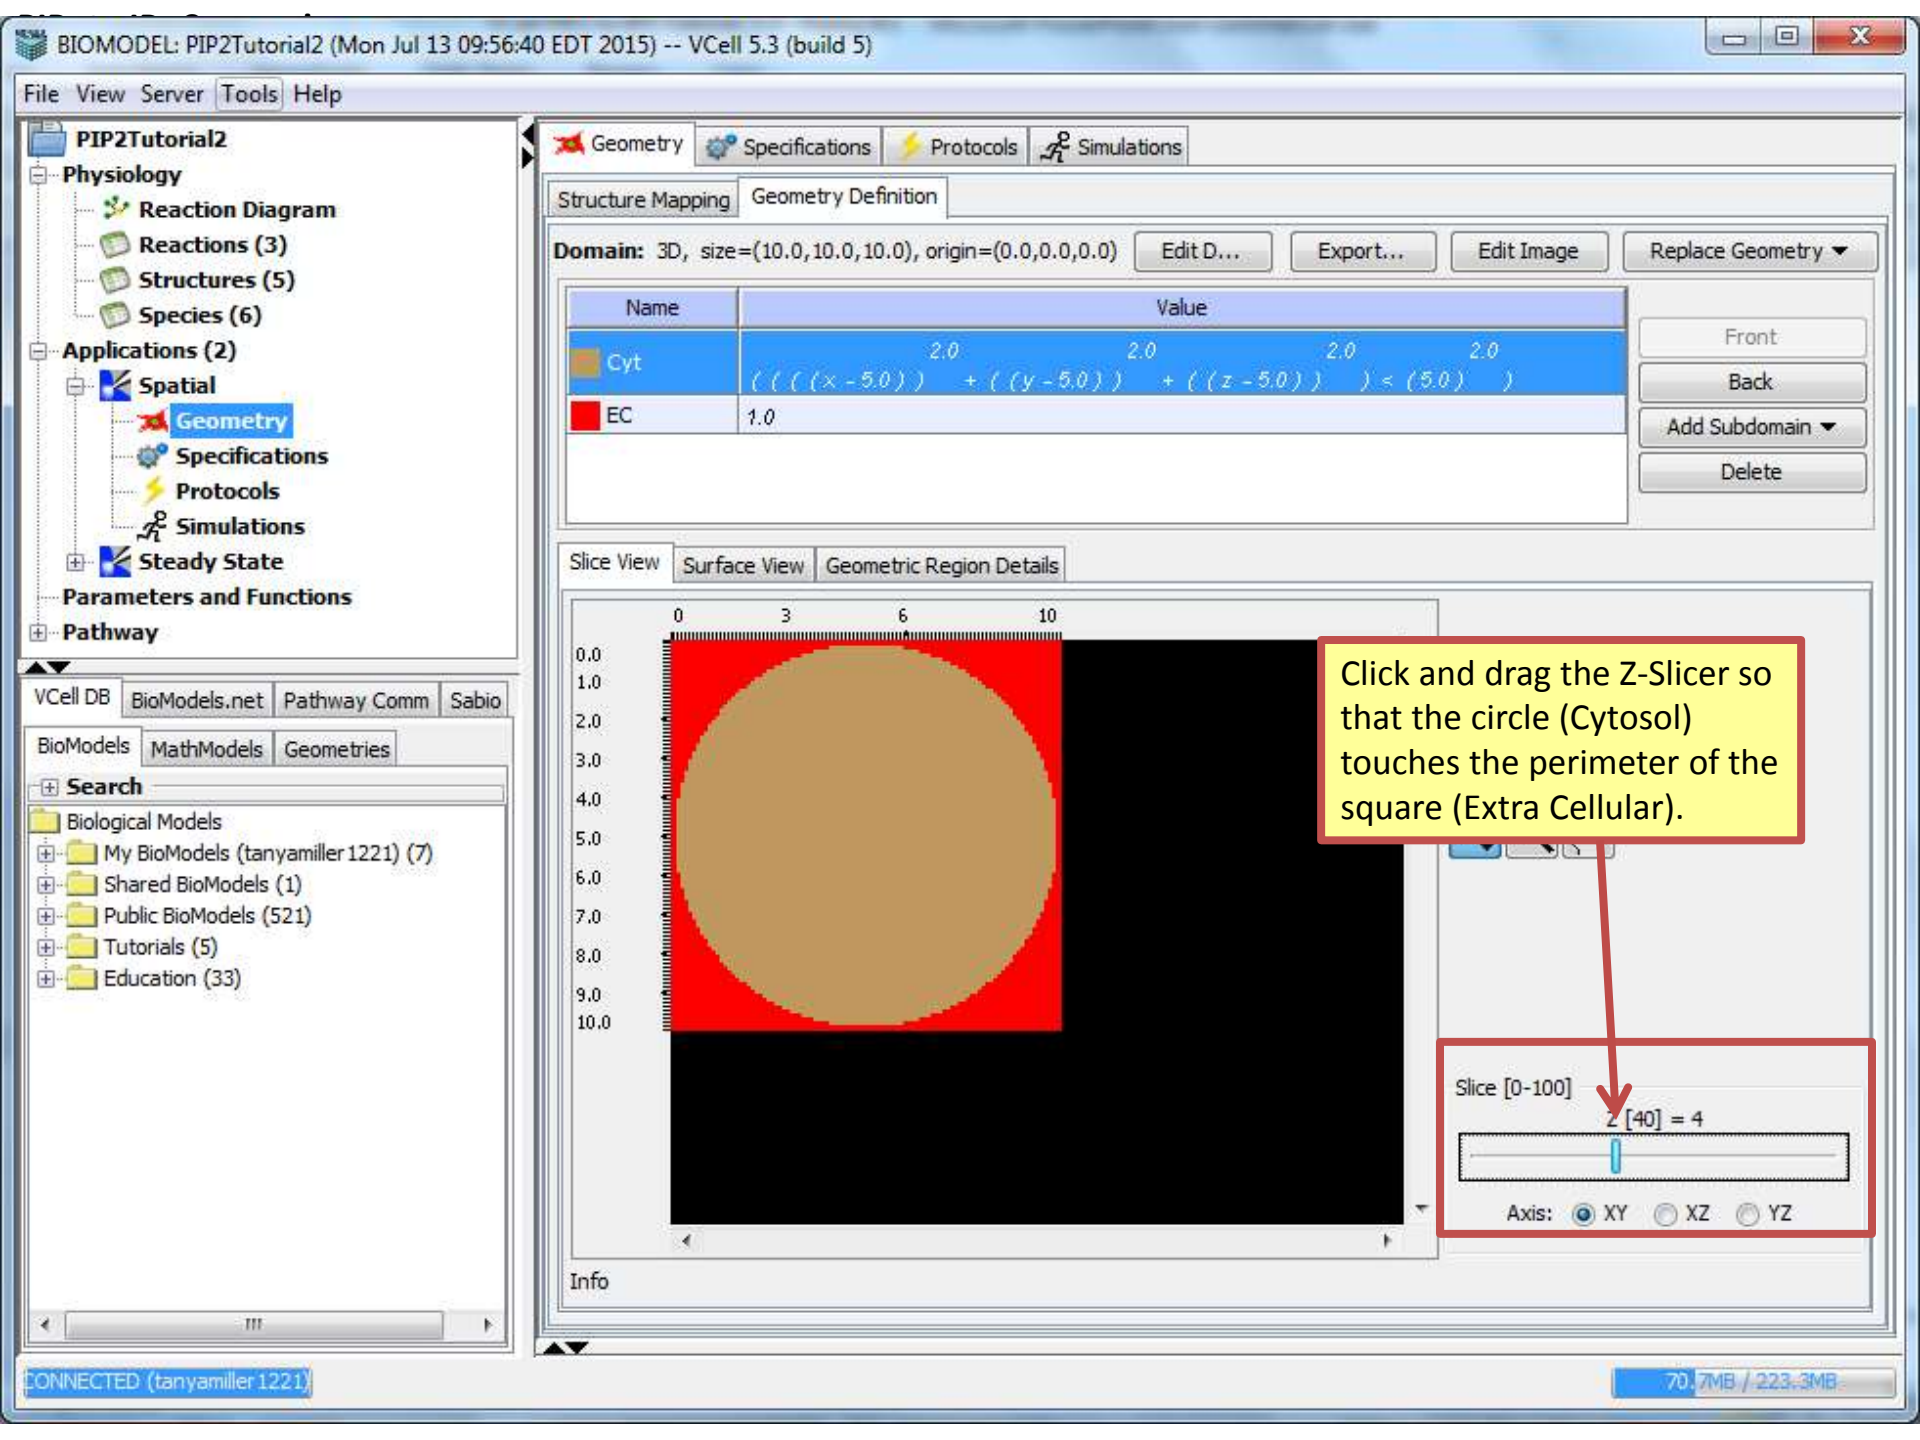 BIOMODEL: PIP2Tutorial2 (Mon Jul 13 09:56:40 EDT 2015) -- VCell 5.3 (build 5)
File View Server Tools Help
PIP2Tutorial2
Physiology
Reaction Diagram
Reactions (3)
Structures (5)
Species (6)
Applications (2)
Spatial
Geometry
Specifications
Protocols
Simulations
Steady State
Parameters and Functions
Pathway
VCell DB BioModels.net Pathway Comm Sabio
BioModels MathModels Geometries
Search
Biological Models
My BioModels (tanyamiller1221) (7)
Shared BioModels (1)
Public BioModels (521)
Tutorials (5)
Education (33)
CONNECTED (tanyamiller1221)
Geometry Specifications Protocols Simulations
Structure Mapping Geometry Definition
Domain: 3D, size=(10.0,10.0,10.0), origin=(0.0,0.0,0.0) Edit D... Export... Edit Image Replace Geometry
Name Value
2.0 2.0 2.0 2.0
Cyt ( ( ( ( x - 5.0 ) ) + ( ( y - 5.0 ) ) + ( ( z - 5.0 ) ) ) < ( 5.0 ) )
EC 1.0
Front
Back
Add Subdomain
Delete
Slice View Surface View Geometric Region Details
0 3 6 10
0.0
1.0
2.0
3.0
4.0
5.0
6.0
7.0
8.0
9.0
10.0
Click and drag the Z-Slicer so
that the circle (Cytosol)
touches the perimeter of the
square (Extra Cellular).
Slice [0-100]
Z [40] = 4
Axis: XY XZ YZ
Info
70.7MB / 223.3MB